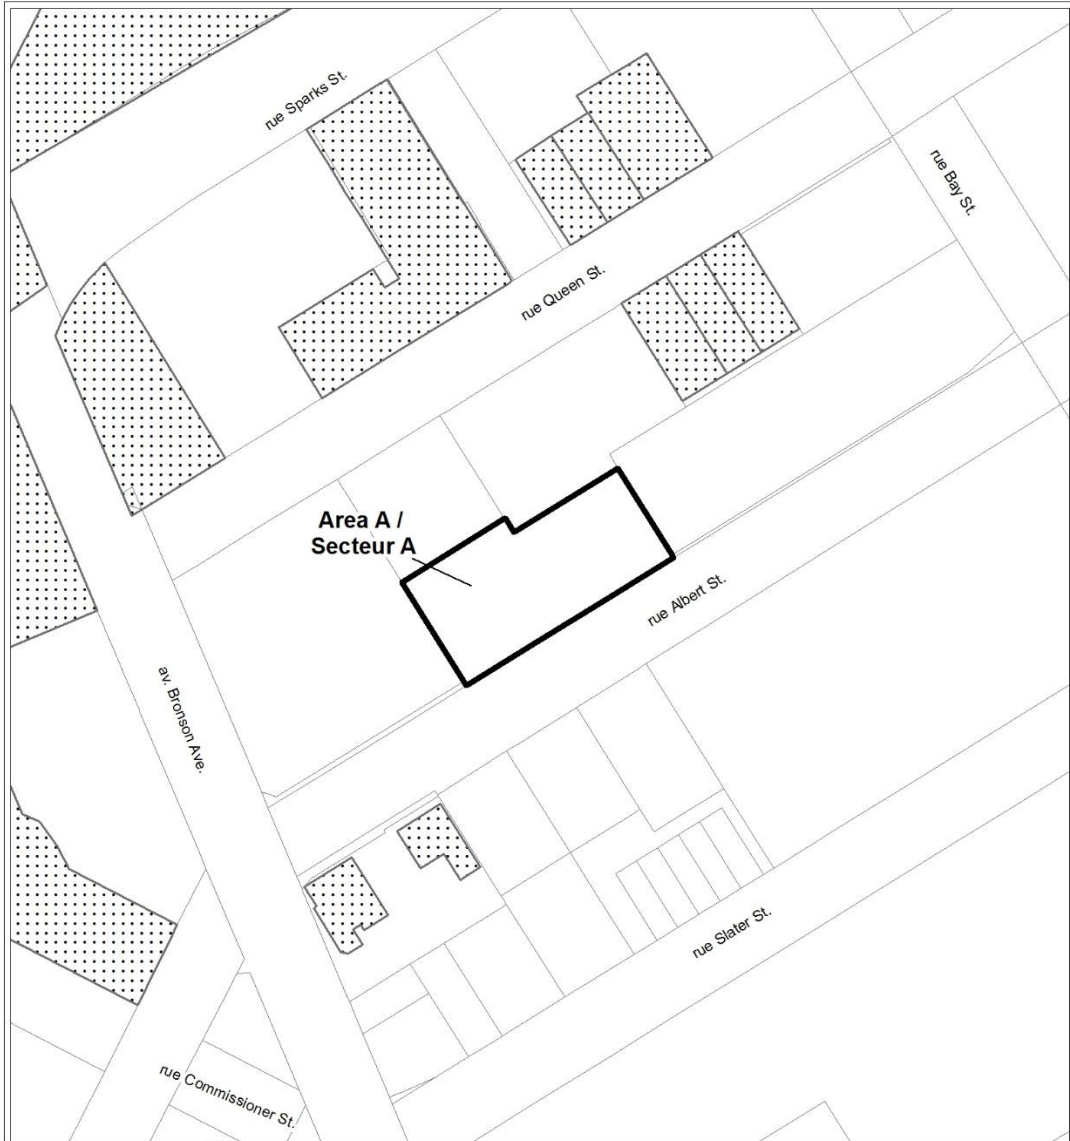 rue Sparks St.
rue Bay St.
rue Queen St.
Area A /
Secteur A
rue Albert St.
av. Bronson Ave.
rue Slater St.
rue Commissioner St.